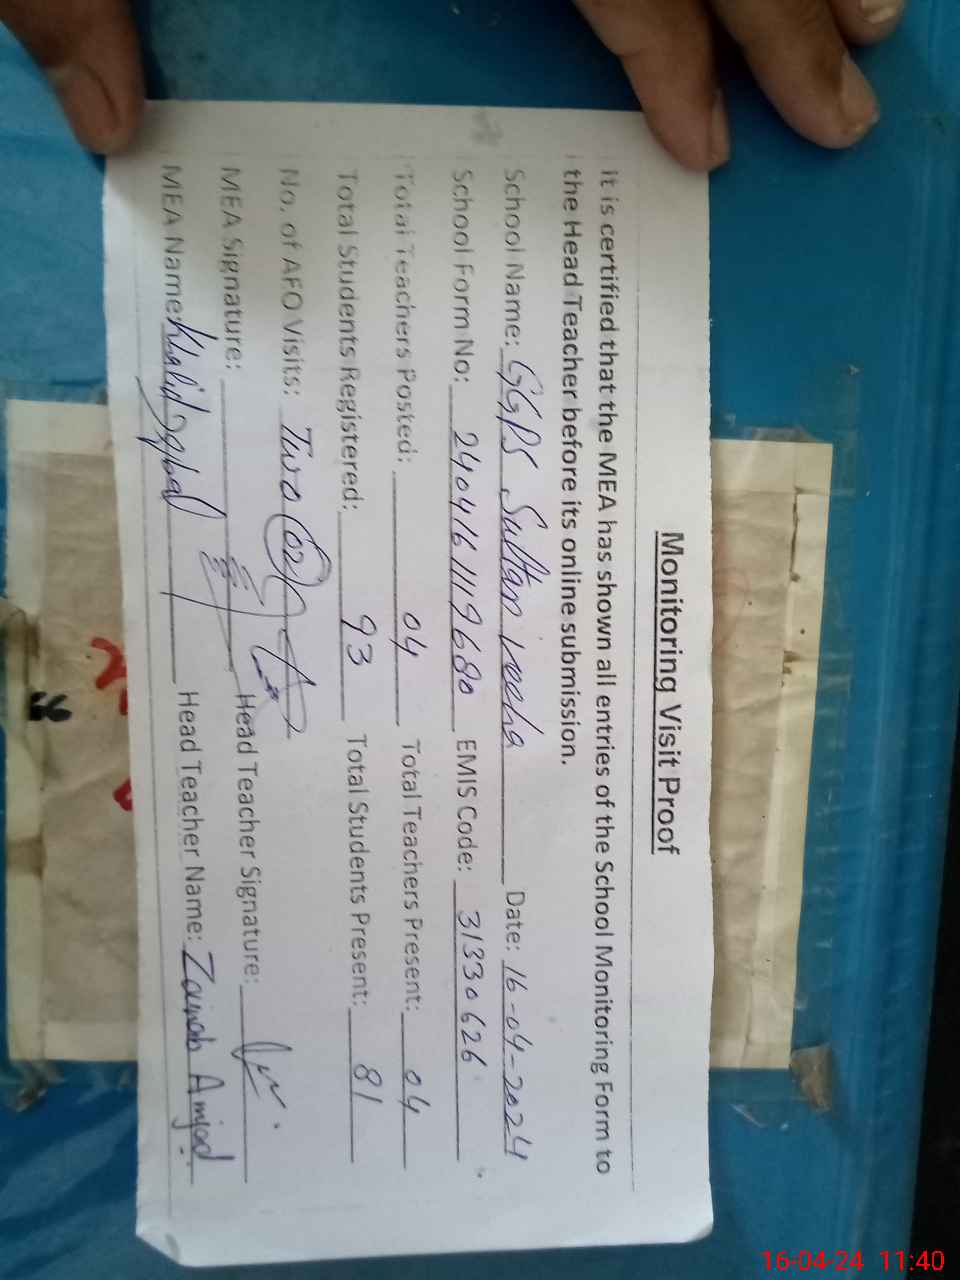 Monitoring Visit Proof
It is certified that the MEA has shown all entries of the School Monitoring Form to
the Head Teacher before its online submission.
School Name: GGPS Sultan Date: 16-04-2024
School Form No: 2404161119680 EMIS Code: 31330626
Total Teachers Posted: 04 Total Teachers Present: 04
Total Students Registered: 93 Total Students Present: 81
No. of AFO Visits: Two (02)
MEA Signature: Head Teacher Signature:
MEA Name: Khalid Iqbal Head Teacher Name: Zainab Amjad
16-04-24 11:40